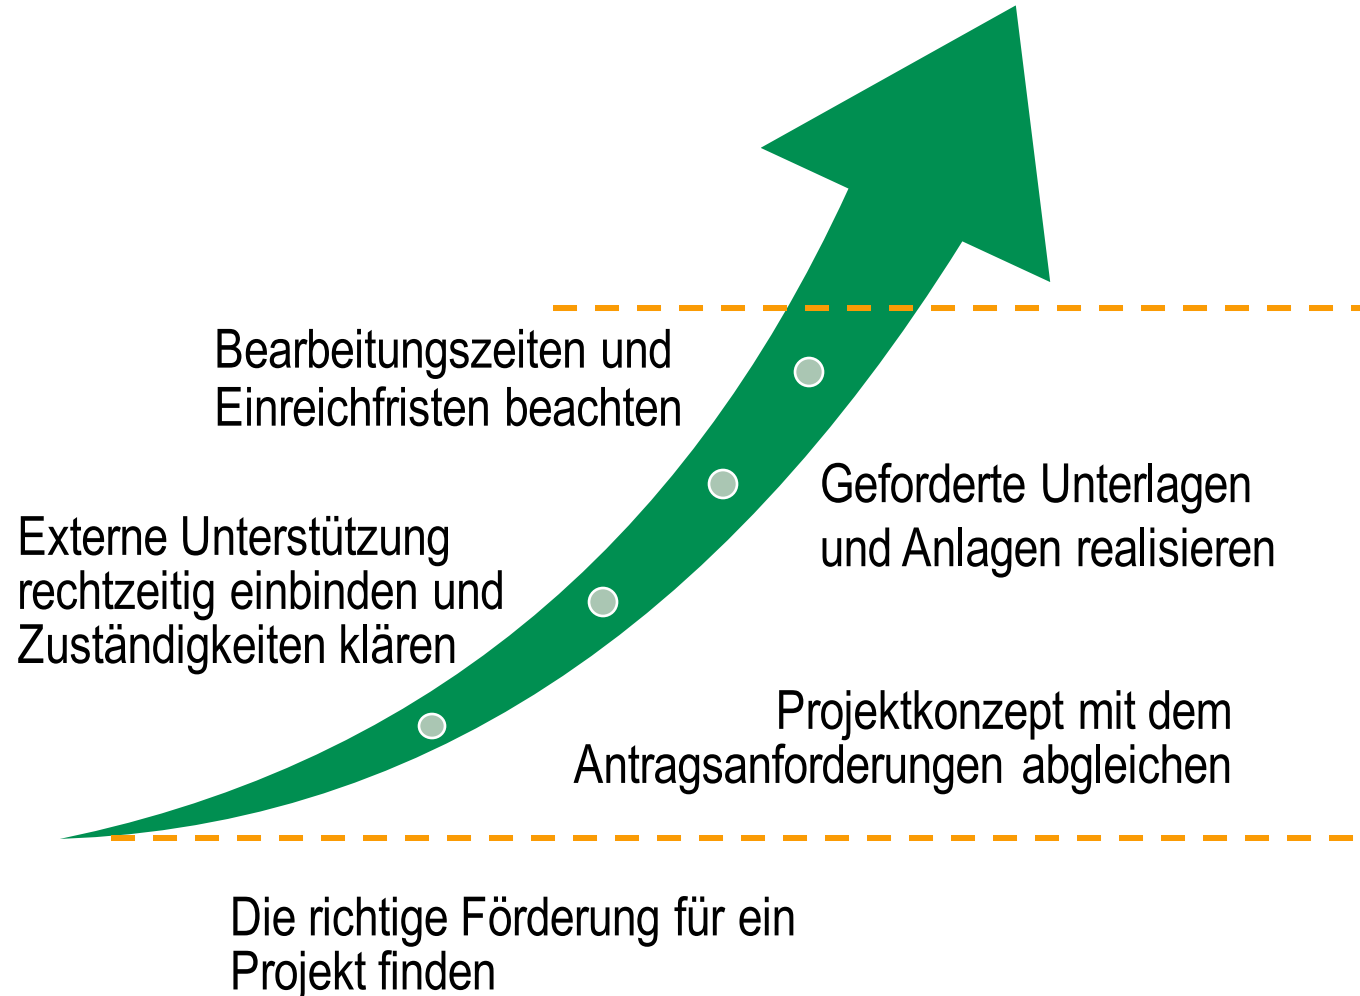 Bearbeitungszeiten und
Einreichfristen beachten
Geforderte Unterlagen
und Anlagen realisieren
Externe Unterstützung
rechtzeitig einbinden und
Zuständigkeiten klären
Projektkonzept mit dem
Antragsanforderungen abgleichen
Die richtige Förderung für ein
Projekt finden